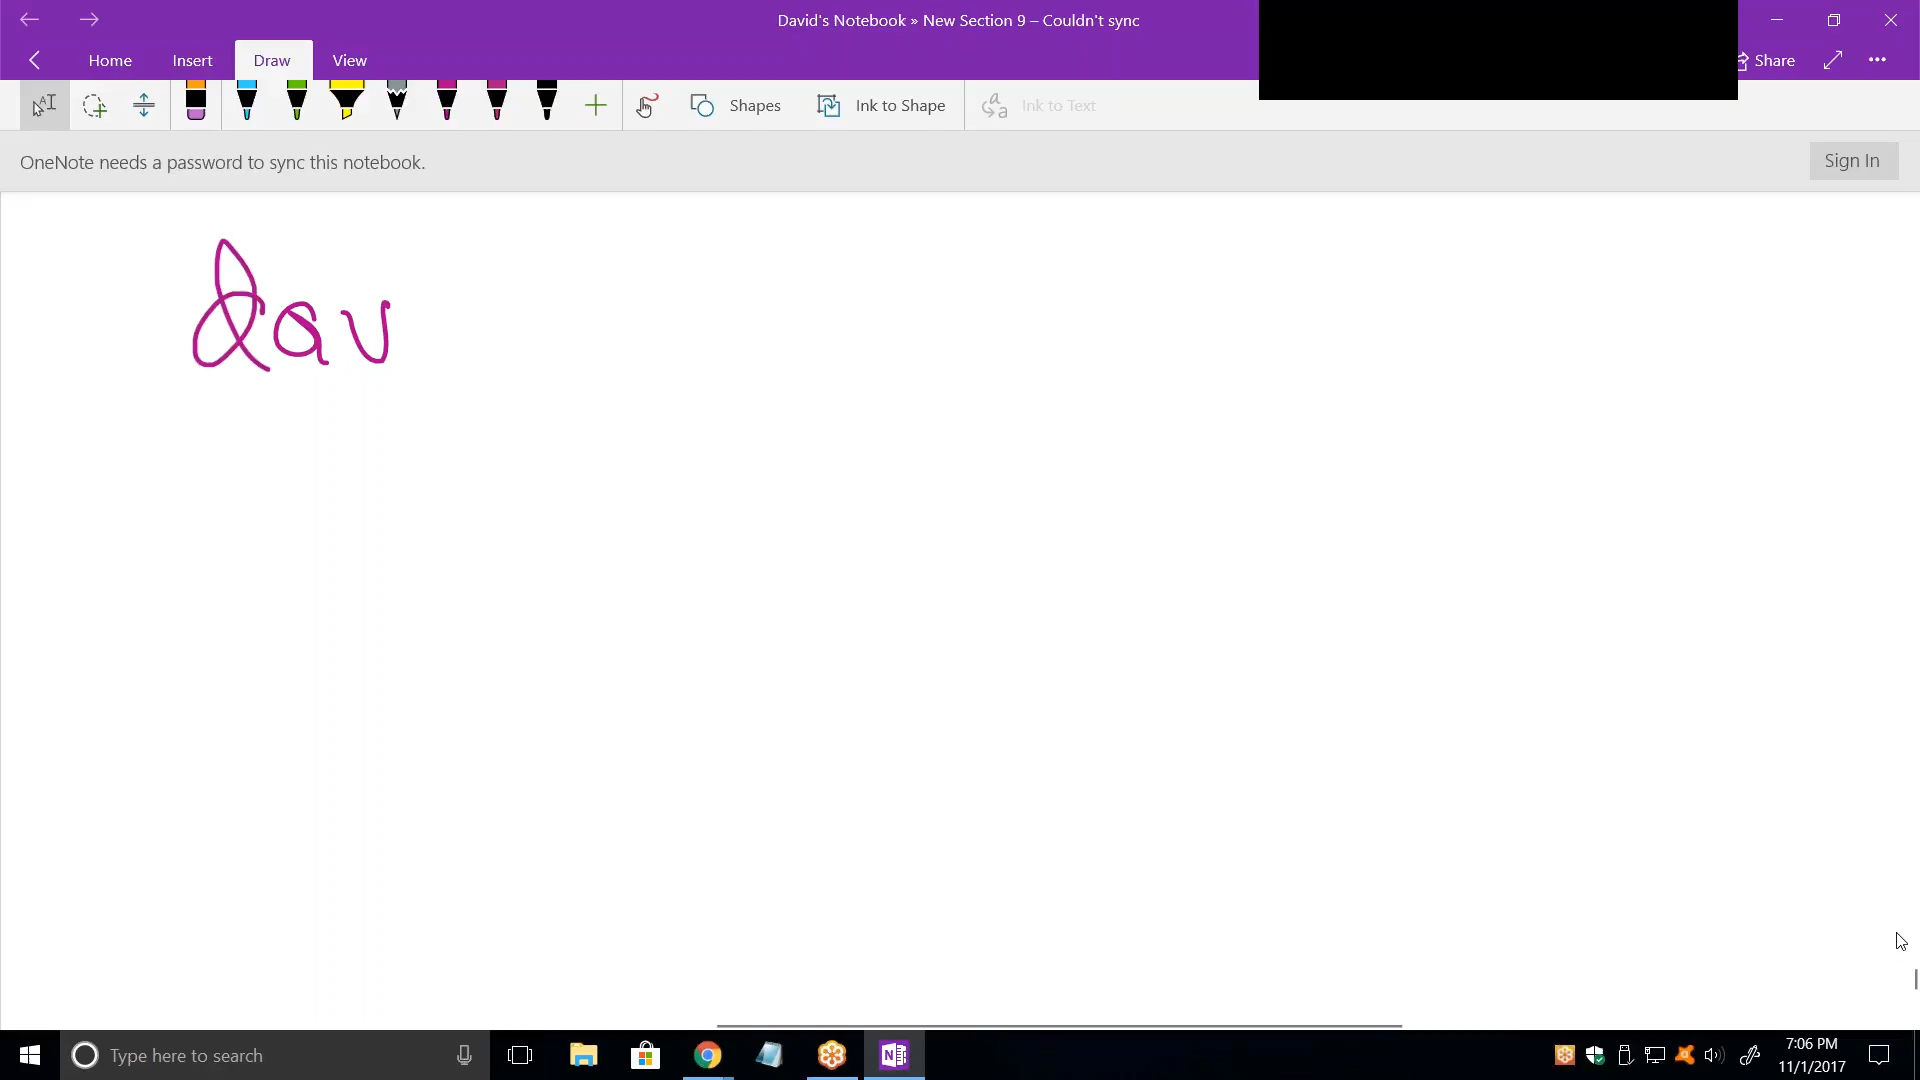 David's Notebook » New Section 9 – Couldn't sync
Home Insert Draw View Share
Shapes Ink to Shape Ink to Text
OneNote needs a password to sync this notebook. Sign In
dav
Type here to search
7:06 PM
11/1/2017